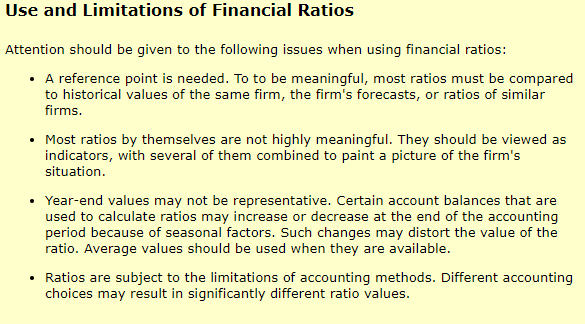 Use and Limitations of Financial Ratios
Attention should be given to the following issues when using financial ratios:
• A reference point is needed. To to be meaningful, most ratios must be compared
to historical values of the same firm, the firm's forecasts, or ratios of similar
firms.
• Most ratios by themselves are not highly meaningful. They should be viewed as
indicators, with several of them combined to paint a picture of the firm's
situation.
• Year-end values may not be representative. Certain account balances that are
used to calculate ratios may increase or decrease at the end of the accounting
period because of seasonal factors. Such changes may distort the value of the
ratio. Average values should be used when they are available.
• Ratios are subject to the limitations of accounting methods. Different accounting
choices may result in significantly different ratio values.